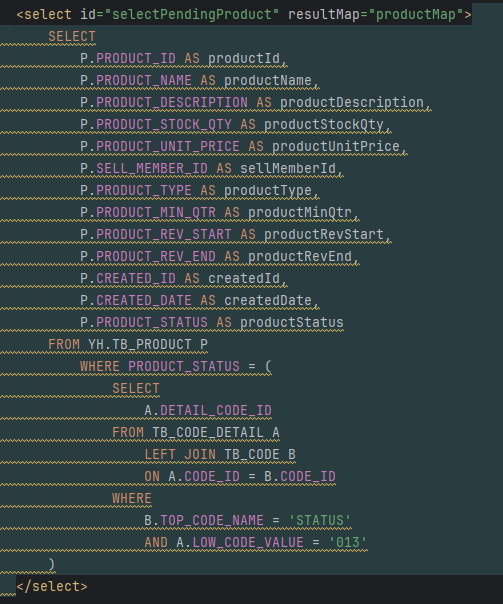 <select id="selectPendingProduct" resultMap="productMap">
SELECT
P.PRODUCT_ID AS productId,
P.PRODUCT_NAME AS productName,
P.PRODUCT_DESCRIPTION AS productDescription,
P.PRODUCT_STOCK_QTY AS productStockQty,
P.PRODUCT_UNIT_PRICE AS productUnitPrice,
P.SELL_MEMBER_ID AS sellMemberId,
P.PRODUCT_TYPE AS productType,
P.PRODUCT_MIN_QTR AS productMinQtr,
P.PRODUCT_REV_START AS productRevStart,
P.PRODUCT_REV_END AS productRevEnd,
P.CREATED_ID AS createdId,
P.CREATED_DATE AS createdDate,
P.PRODUCT_STATUS AS productStatus
FROM YH.TB_PRODUCT P
WHERE PRODUCT_STATUS = (
SELECT
A.DETAIL_CODE_ID
FROM TB_CODE_DETAIL A
LEFT JOIN TB_CODE B
ON A.CODE_ID = B.CODE_ID
WHERE
B.TOP_CODE_NAME = 'STATUS'
AND A.LOW_CODE_VALUE = '013'
)
</select>